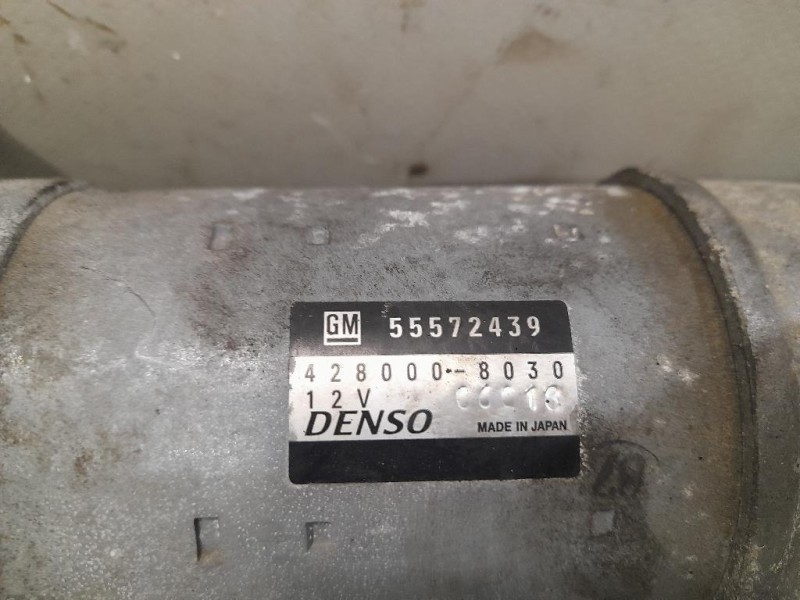 GM 55572439
428000-8030
12V
DENSO MADE IN JAPAN